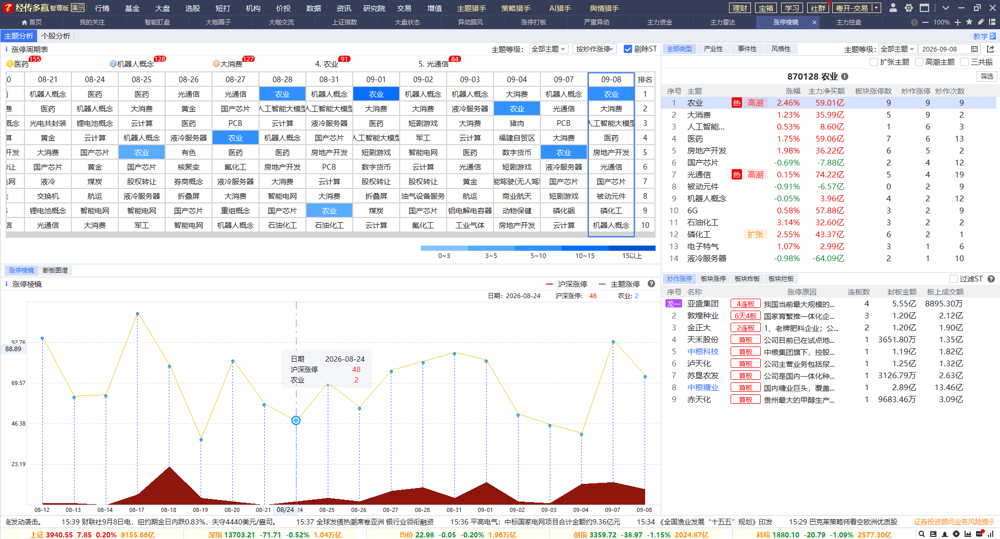 经传多赢 智尊版 演示 行情 基金 大盘 选股 短打 机构 价投 数据 资讯 研究院 交易 增值 主题猎手 策略猎手 AI猎手 舆情猎手 理财 宝箱 学习 社群 粤开-交易
首页 我的关注 智能盯盘 大咖圈子 大咖交流 上证指数 大盘状态 异动跟风 涨停打板 严重异动 主力资金 主力雷达 涨停棱镜 主力控盘 100%
主题分析 个股分析 教学
涨停周期表 主题等级： 全部主题 按炒作涨停 剔除ST
1 医药 155 2 机器人概念 128 3 大消费 127 4. 农业 91 5. 光通信 84
0 08-21 08-24 08-25 08-26 08-27 08-28 08-31 09-01 09-02 09-03 09-04 09-07 09-08 排名
机器人概念 医药 医药 光通信 光通信 农业 机器人概念 农业 机器人概念 机器人概念 大消费 机器人概念 农业 1
医药 机器人概念 大消费 黄金 国产芯片 人工智能大模型 人工智能大模型 大消费 大消费 液冷服务器 农业 光通信 大消费 2
概念 光电共封装 锂电池概念 云计算 医药 PCB 云计算 液冷服务器 医药 短剧游戏 大消费 猪肉 PCB 人工智能大模型 3
算 黄金 云计算 机器人概念 液冷服务器 农业 机器人概念 国产芯片 人工智能大模型 军工 云计算 福建自贸区 大消费 医药 4
开发 大消费 国产芯片 农业 有色 医药 医药 房地产开发 短剧游戏 智能电网 医药 数字货币 农业 房地产开发 5
让 国产芯片 黄金 国产芯片 核聚变 氟化工 房地产开发 PCB 数字货币 云计算 光通信 短剧游戏 液冷服务器 光通信 6
网 液冷 煤炭 股权转让 券商概念 液冷服务器 大消费 云计算 股权转让 股权转让 黄金 能驾驶(无人驾 国产芯片 国产芯片 7
交换机 航运 液冷服务器 折叠屏 大消费 智能电网 大消费 折叠屏 油气设备服务 航运 商业航天 短剧游戏 被动元件 8
锂电池概念 智能电网 智能电网 国产芯片 重组概念 国产芯片 农业 煤炭 国产芯片 铝电解电容器 动物保健 磷化铟 磷化工 9
信 光通信 大消费 军工 智能电网 机器人概念 石油化工 石油化工 云计算 氟化工 工业气体 房地产开发 云计算 机器人概念 10
0~3 3~5 5~10 10~15 15以上
涨停棱镜 断板图谱
涨停棱镜 沪深涨停 主题涨停
日期：2026-08-24 沪深涨停: 48 农业: 2
92.76
88.89
69.57
46.38
23.19
日期 2026-08-24
沪深涨停 48
农业 2
08-12 08-13 08-14 08-17 08-18 08-19 08-20 08-21 08/24 24 08-25 08-26 08-27 08-28 08-31 09-01 09-02 09-03 09-04 09-07 09-08
全部类型 产业性 事件性 风格性 主题等级： 全部主题 2026-09-08
扩张主题 高潮主题 三共振
870128 农业 筛选
序号 主题 涨幅 主力净买额 板块涨停数 炒作涨停 炒作次数
1 农业 热 高潮 2.46% 59.01亿 9 9 9
2 大消费 1.23% 35.99亿 5 9 2
3 人工智能... 0.53% 8.60亿 1 6 3
4 医药 1.75% 59.06亿 7 6 13
5 房地产开发 1.98% 36.22亿 6 5 2
6 国产芯片 -0.69% -7.88亿 2 4 12
7 光通信 热 高潮 0.15% 74.22亿 5 4 19
8 被动元件 -0.91% -6.57亿 0 2 9
9 机器人概念 -0.05% 3.96亿 4 2 12
10 6G 0.58% 57.88亿 3 2 9
11 石油化工 3.14% 32.60亿 3 2 2
12 磷化工 扩张 2.55% 43.37亿 6 2 1
13 电子特气 1.07% 2.99亿 3 1 6
14 液冷服务器 -0.98% -64.09亿 2 1 10
炒作涨停 板块涨停 板块炸板 板块烂板 过滤ST
序号 名称 涨停原因 连板数 封板金额 板上成交额
龙一 亚盛集团 4连板 我国当前最大规模的... 4 5.55亿 8895.30万
2 敦煌种业 6天4板 国家育繁推一体化企... 3 1.20亿 2.12亿
3 金正大 2连板 1、老牌肥料企业；公... 2 1.20亿 1.90亿
4 天禾股份 首板 公司目前已在试点地... 1 3651.80万 1.35亿
5 中粮科技 首板 中粮集团旗下，控股... 1 1.19亿 1.82亿
6 泸天化 首板 公司主营业务包括尿... 1 1.25亿 1.32亿
7 苏垦农发 首板 公司是国内一体化种... 1 3126.79万 2.63亿
8 中粮糖业 首板 国内糖业巨头，覆盖... 1 2.89亿 13.46亿
9 赤天化 首板 贵州最大的甲醇生产... 1 9683.46万 3.09亿
施发动袭击。 15:39 财联社9月8日电，纽约期金日内跌0.83%，失守4440美元/盎司。 15:37 全球发债热潮席卷亚洲 银行业领衔融资 15:36 平高电气：中标国家电网项目合计金额约9.36亿元 15:34 《全国渔业发展“十五五”规划》印发 15:29 巴克莱策略师看空欧洲优质股 证券投资顾问业务风险提示
上证 3940.55 7.85 0.20% 9155.66亿 深指 13703.21 -71.71 -0.52% 1.04万亿 均价 22.98 -0.05 -0.20% 1.96万亿 创指 3359.72 -38.97 -1.15% 2024.87亿 科综 1880.10 -20.79 -1.09% 2577.30亿